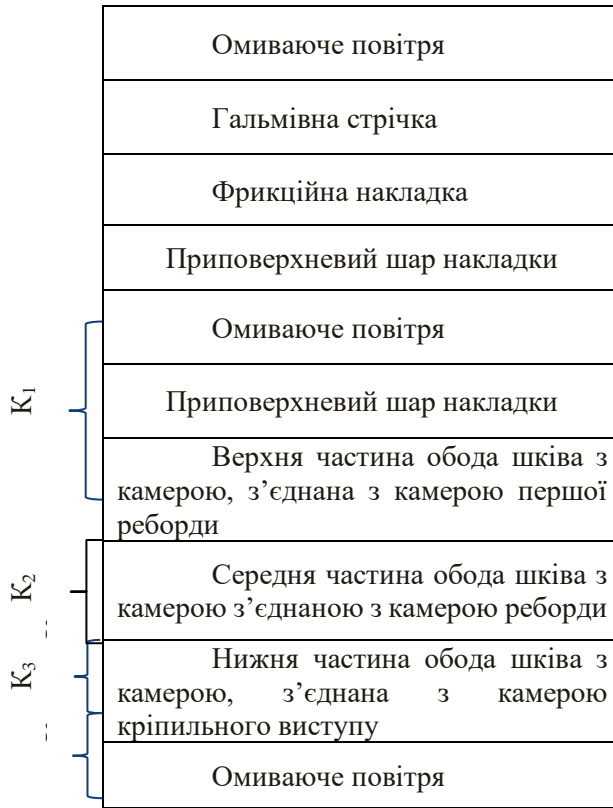 Омиваюче повітря
Гальмівна стрічка
Фрикційна накладка
Приповерхневий шар накладки
Омиваюче повітря
Приповерхневий шар накладки
Верхня частина обода шківа з
камерою, з’єднана з камерою першої
реборди
Середня частина обода шківа з
камерою з’єднаною з камерою реборди
Нижня частина обода шківа з
камерою, з’єднана з камерою
кріпильного виступу
Омиваюче повітря
К1
К2
К3